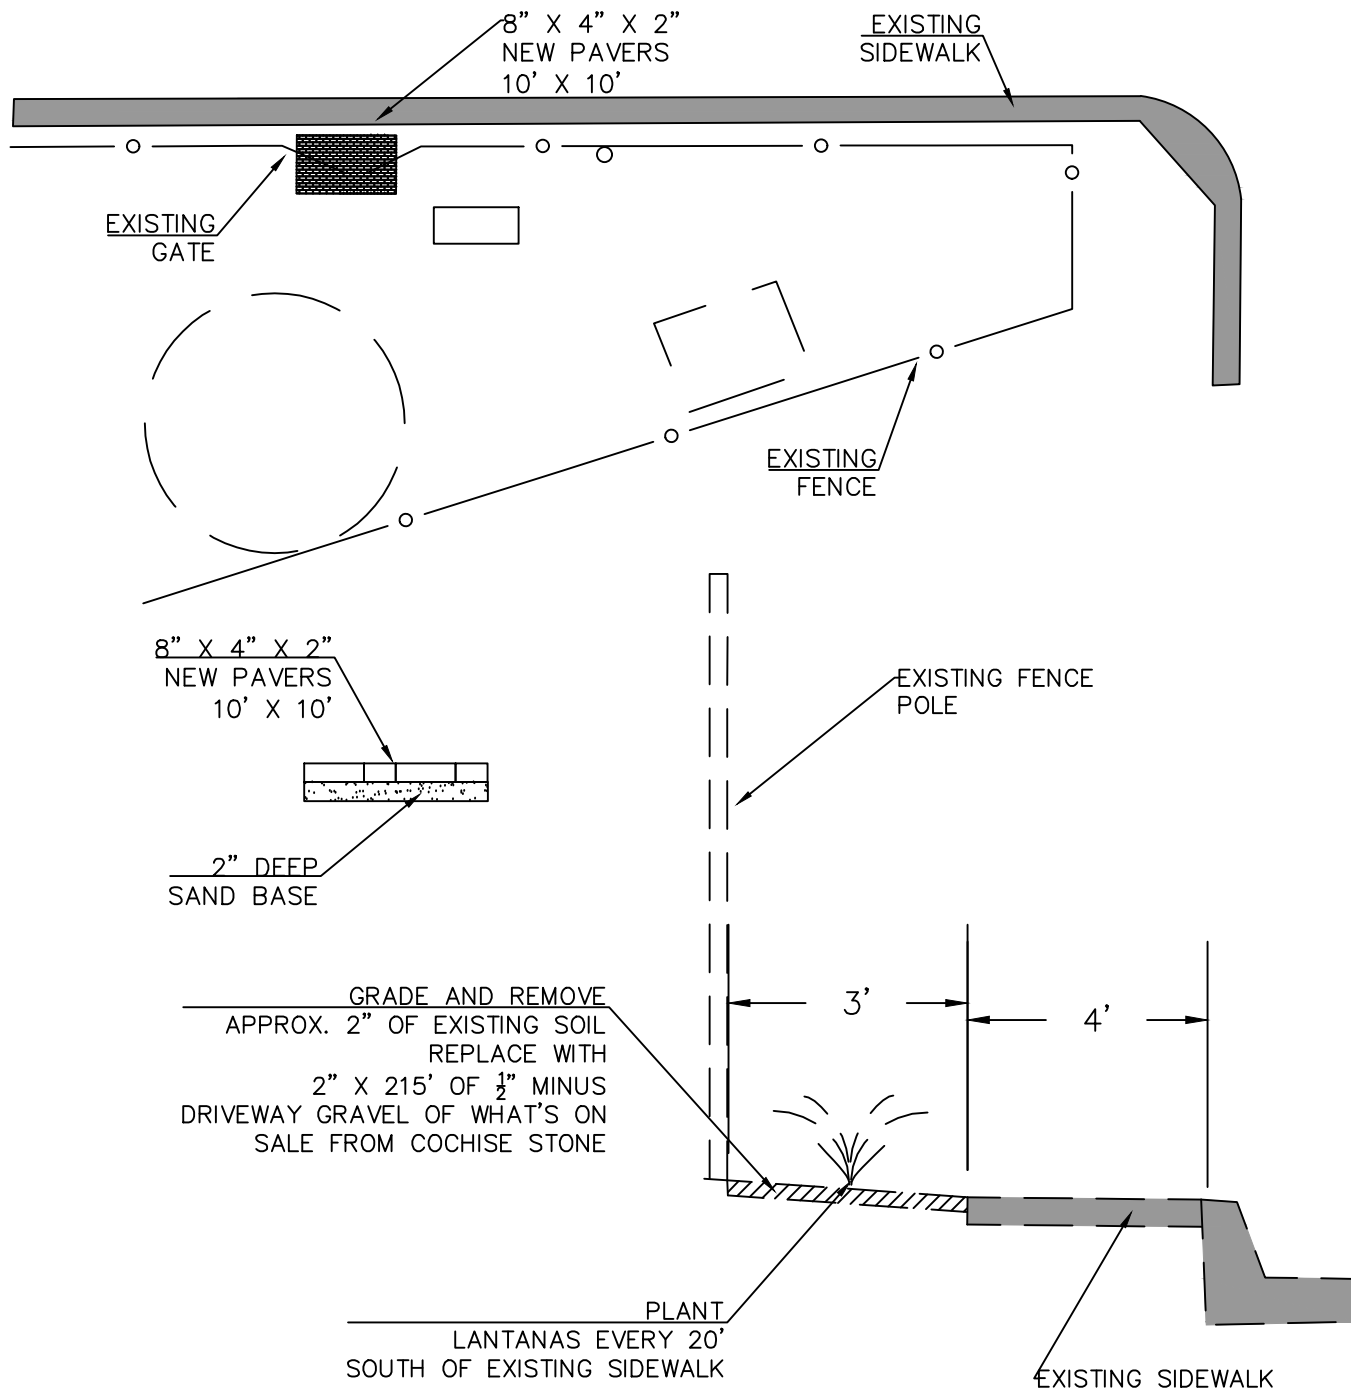 8” X 4” X 2”
NEW PAVERS
10’ X 10’
EXISTING
SIDEWALK
EXISTING
GATE
EXISTING
FENCE
8” X 4” X 2”
NEW PAVERS
10’ X 10’
EXISTING FENCE
POLE
2” DEEP
SAND BASE
GRADE AND REMOVE
APPROX. 2” OF EXISTING SOIL
REPLACE WITH
2” X 215’ OF ½” MINUS
DRIVEWAY GRAVEL OF WHAT’S ON
SALE FROM COCHISE STONE
3’
4’
PLANT
LANTANAS EVERY 20’
SOUTH OF EXISTING SIDEWALK
EXISTING SIDEWALK